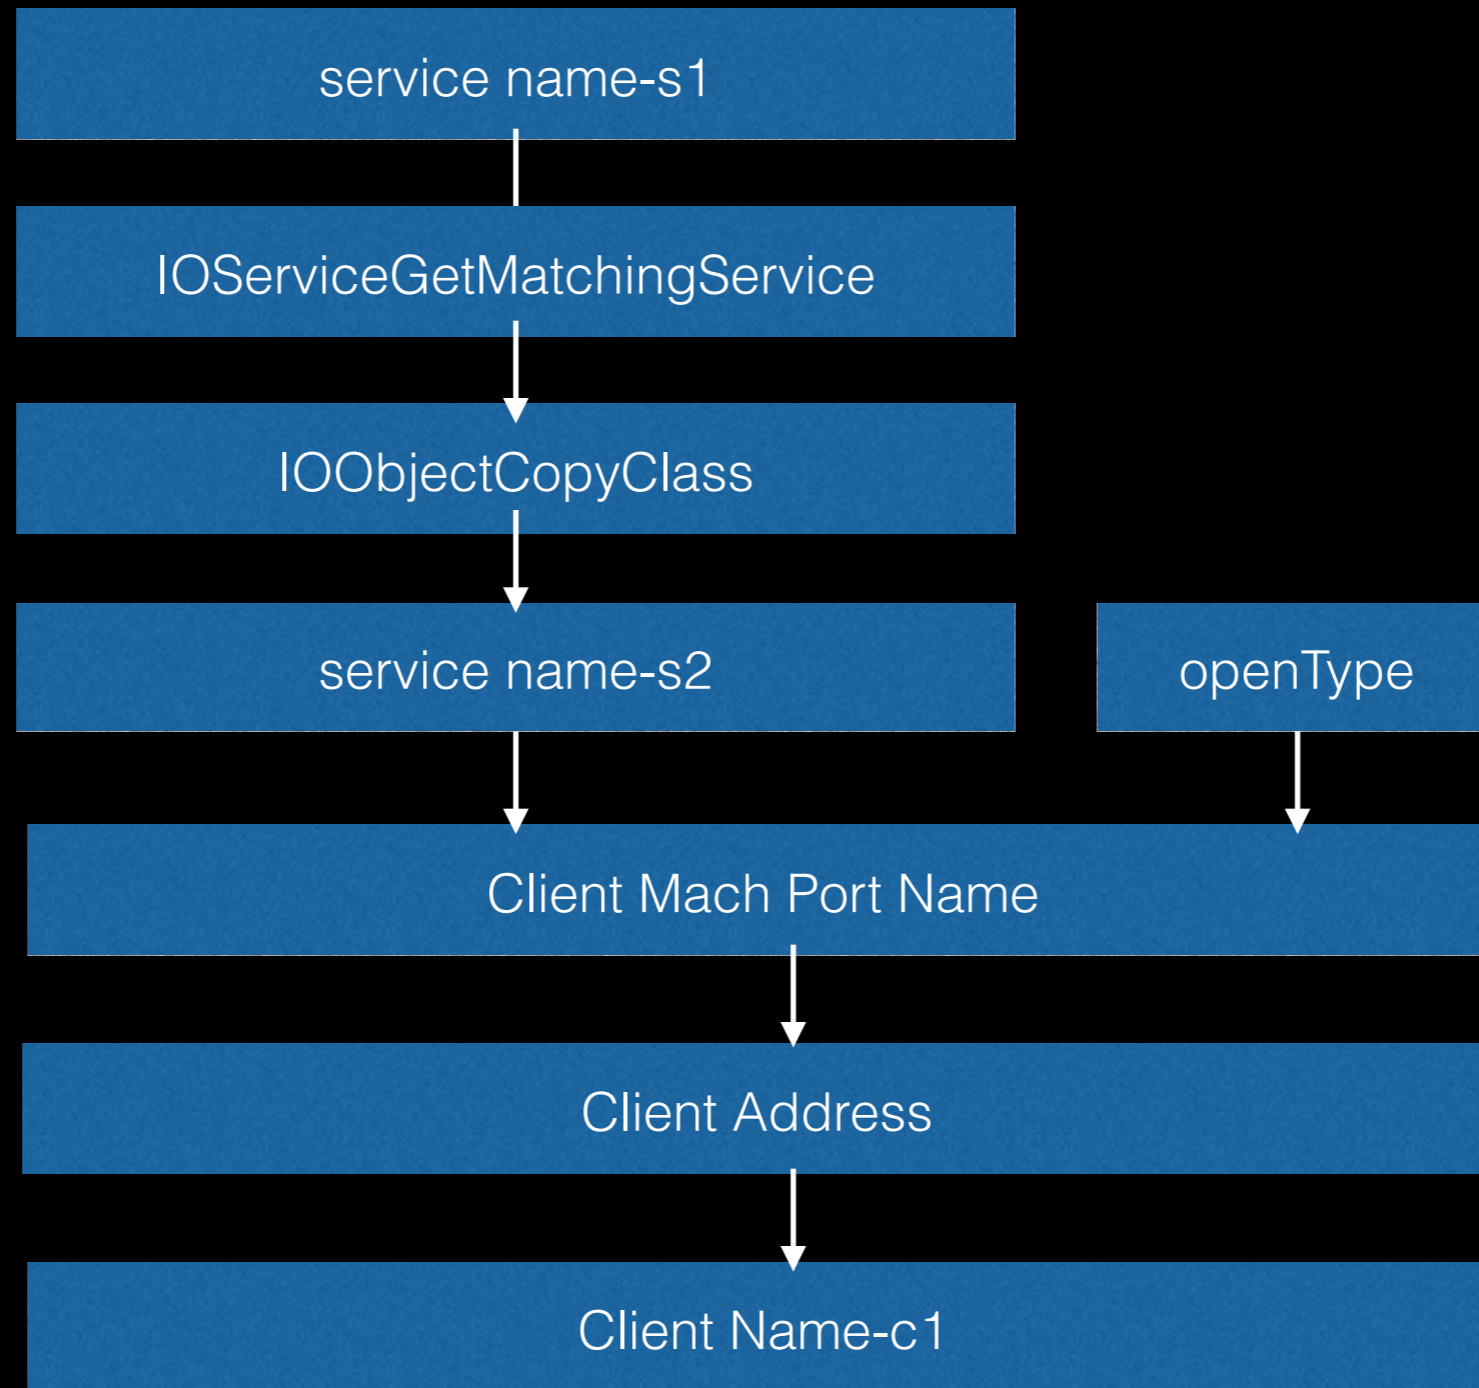 service name-s1
IOServiceGetMatchingService
IOObjectCopyClass
service name-s2
openType
Client Mach Port Name
Client Address
Client Name-c1